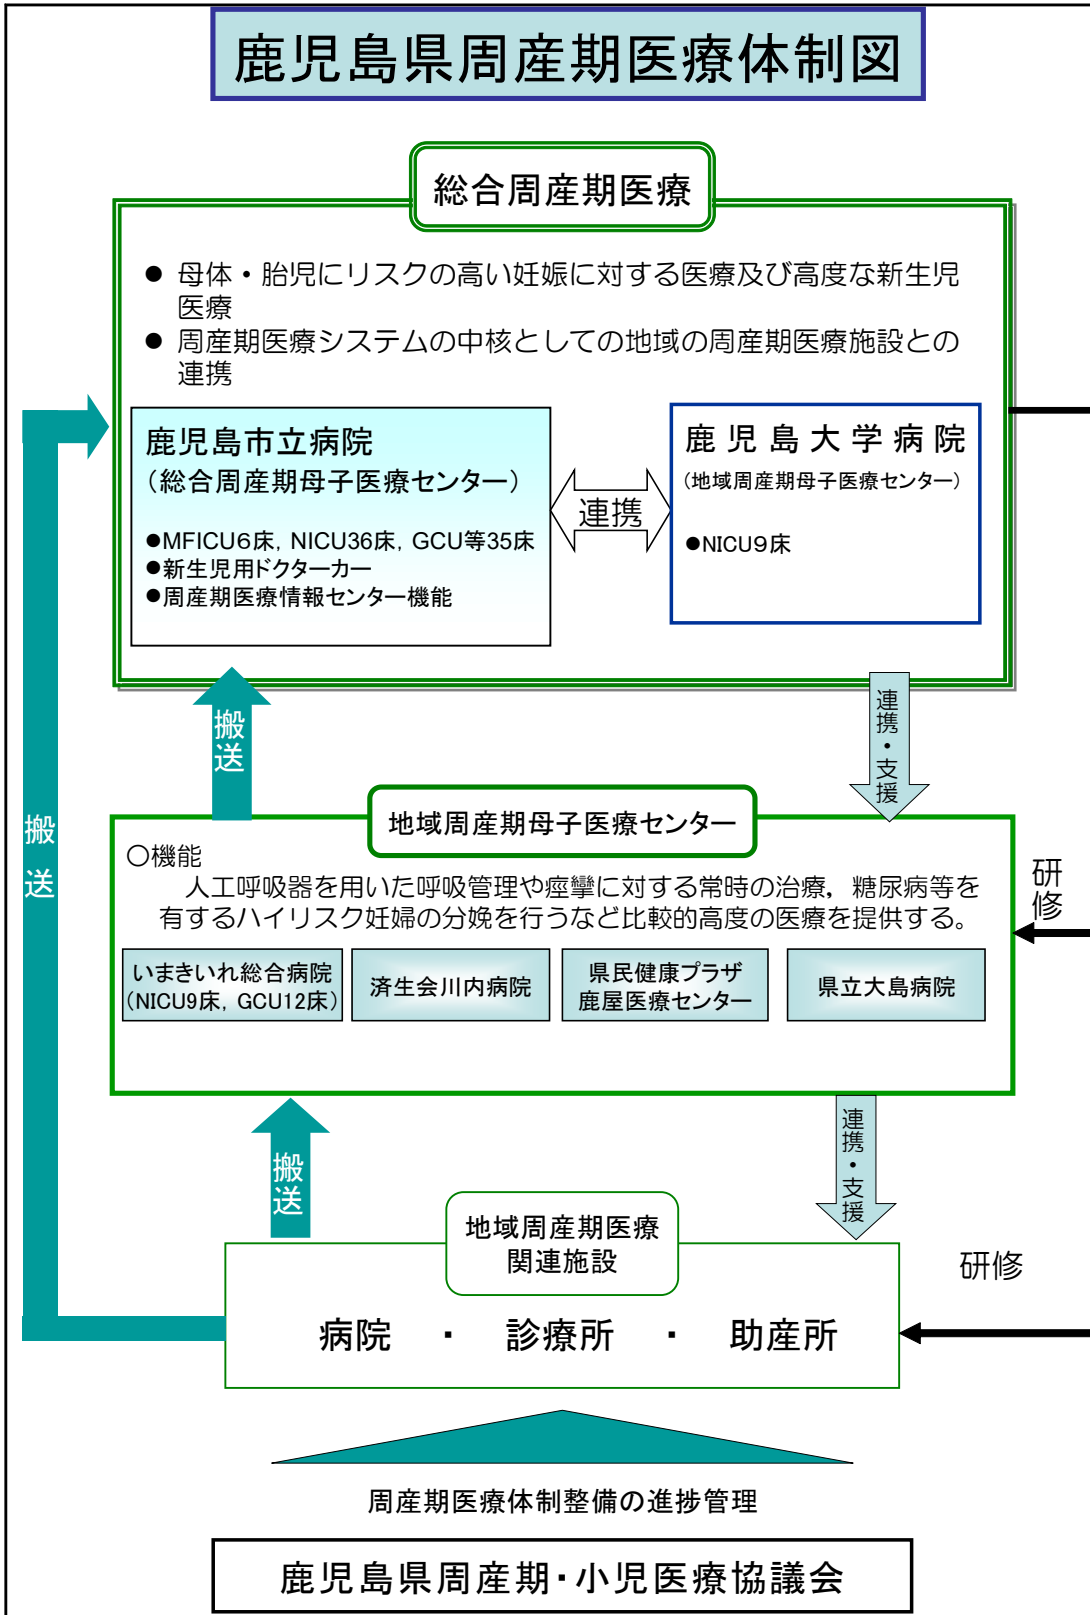 鹿児島県周産期医療体制図
総合周産期医療
● 母体・胎児にリスクの高い妊娠に対する医療及び高度な新生児
医療
● 周産期医療システムの中核としての地域の周産期医療施設との
連携
鹿児島市立病院
（総合周産期母子医療センター）
●MFICU6床，NICU36床，GCU等35床
●新生児用ドクターカー
●周産期医療情報センター機能
連携
鹿児島大学病院
（地域周産期母子医療センター）
●NICU9床
搬送
連携・支援
搬送
地域周産期母子医療センター
○機能
人工呼吸器を用いた呼吸管理や痙攣に対する常時の治療，糖尿病等を
有するハイリスク妊婦の分娩を行うなど比較的高度の医療を提供する。
研修
いまきいれ総合病院
（NICU9床，GCU12床）
済生会川内病院
県民健康プラザ
鹿屋医療センター
県立大島病院
搬送
連携・支援
地域周産期医療
関連施設
研修
病院　・　診療所　・　助産所
周産期医療体制整備の進捗管理
鹿児島県周産期・小児医療協議会